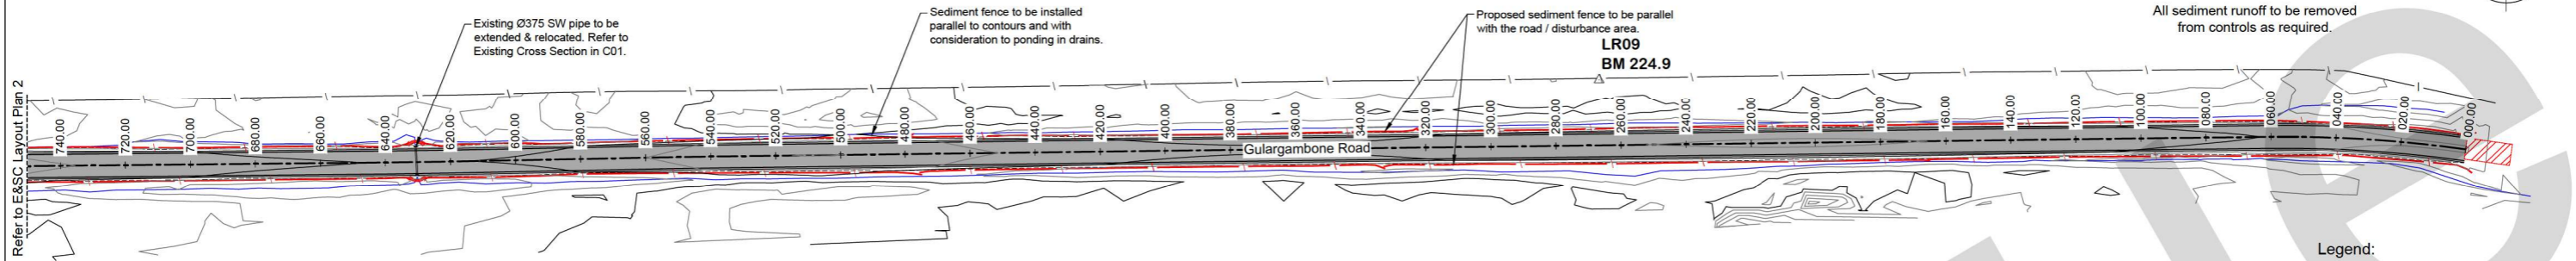 Existing Ø375 SW pipe to be
extended & relocated. Refer to
Existing Cross Section in C01.
Sediment fence to be installed
parallel to contours and with
consideration to ponding in drains.
Proposed sediment fence to be parallel
with the road / disturbance area.
LR09
BM 224.9
All sediment runoff to be removed
from controls as required.
Refer to E&SC Layout Plan 2
740.00
720.00
700.00
680.00
660.00
640.00
620.00
600.00
580.00
560.00
540.00
520.00
500.00
480.00
460.00
440.00
420.00
400.00
380.00
360.00
340.00
320.00
300.00
280.00
260.00
240.00
220.00
200.00
180.00
160.00
140.00
120.00
100.00
080.00
060.00
040.00
020.00
000.00
Gulargambone Road
Legend: